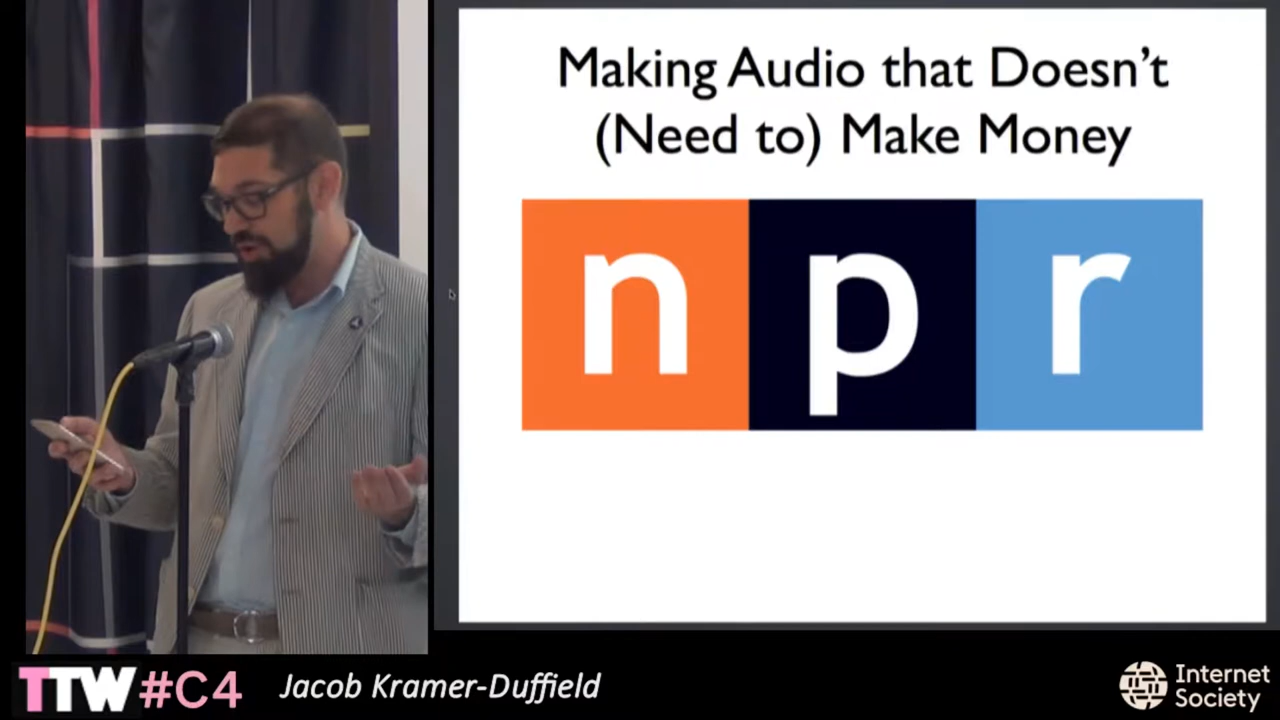 Making Audio that Doesn't
(Need to) Make Money
npr
TTW#C4
Jacob Kramer-Duffield
Internet
Society